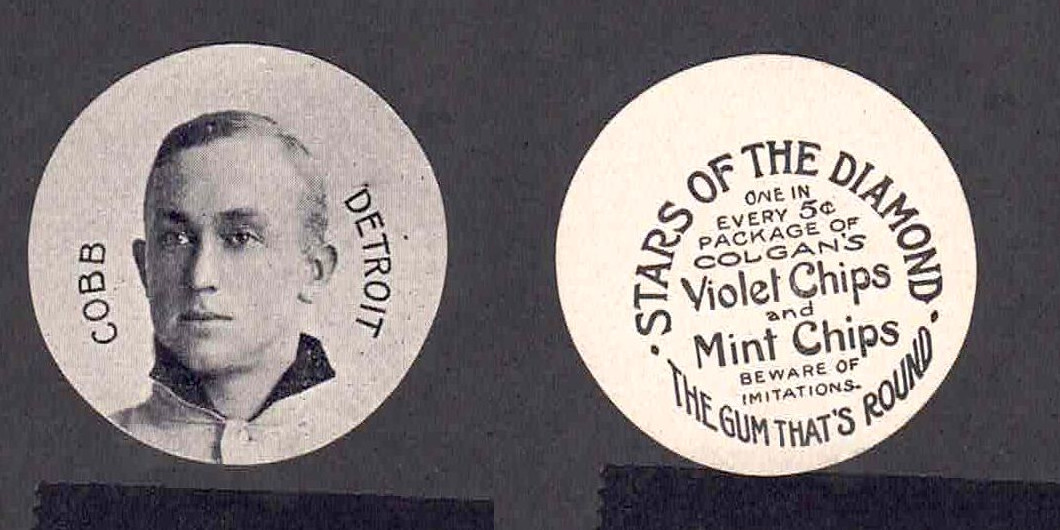 COBB
DETROIT
STARS OF THE DIAMOND
ONE IN
EVERY 5¢
PACKAGE OF
COLGAN'S
Violet Chips
and
Mint Chips
BEWARE OF
IMITATIONS.
THE GUM THAT'S ROUND